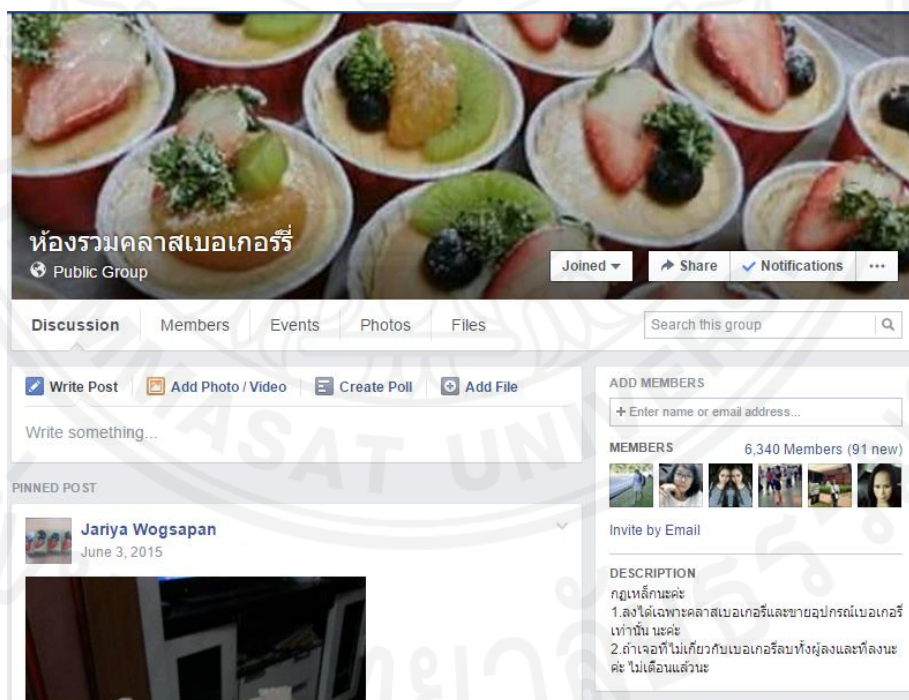 ห้องรวมคลาสเบอเกอรี่
Public Group
Joined
Share
Notifications
Discussion
Members
Events
Photos
Files
Search this group
Write Post
Add Photo / Video
Create Poll
Add File
Write something...
PINNED POST
Jariya Wogsapan
June 3, 2015
ADD MEMBERS
+ Enter name or email address...
MEMBERS
6,340 Members (91 new)
Invite by Email
DESCRIPTION
กฎเหล็กนะค่ะ
1.ลงได้เฉพาะคลาสเบอเกอรี่และขายอุปกรณ์เบอเกอรี่
เท่านั้น นะค่ะ
2.ถ้าเจอที่ไม่เกี่ยวกับเบอเกอรี่ลบทั้งผู้ลงและที่ลงนะ
ค่ะ ไม่เตือนแล้วนะ